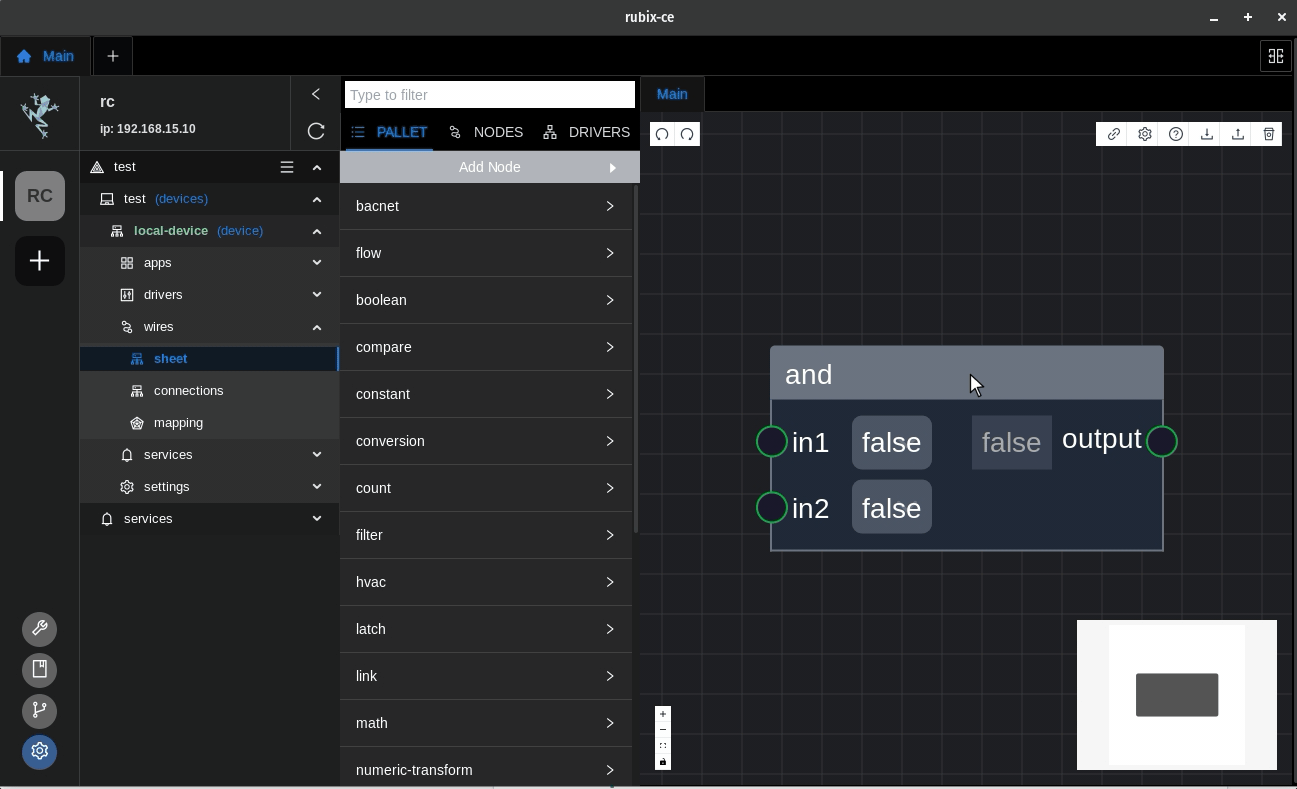 rubix-ce
Main
rc
ip: 192.168.15.10
RC
test
test (devices)
local-device (device)
apps
drivers
wires
sheet
connections
mapping
services
settings
services
Type to filter
PALLET NODES DRIVERS
Add Node
bacnet
flow
boolean
compare
constant
conversion
count
filter
hvac
latch
link
math
numeric-transform
Main
and
in1 false false output
in2 false